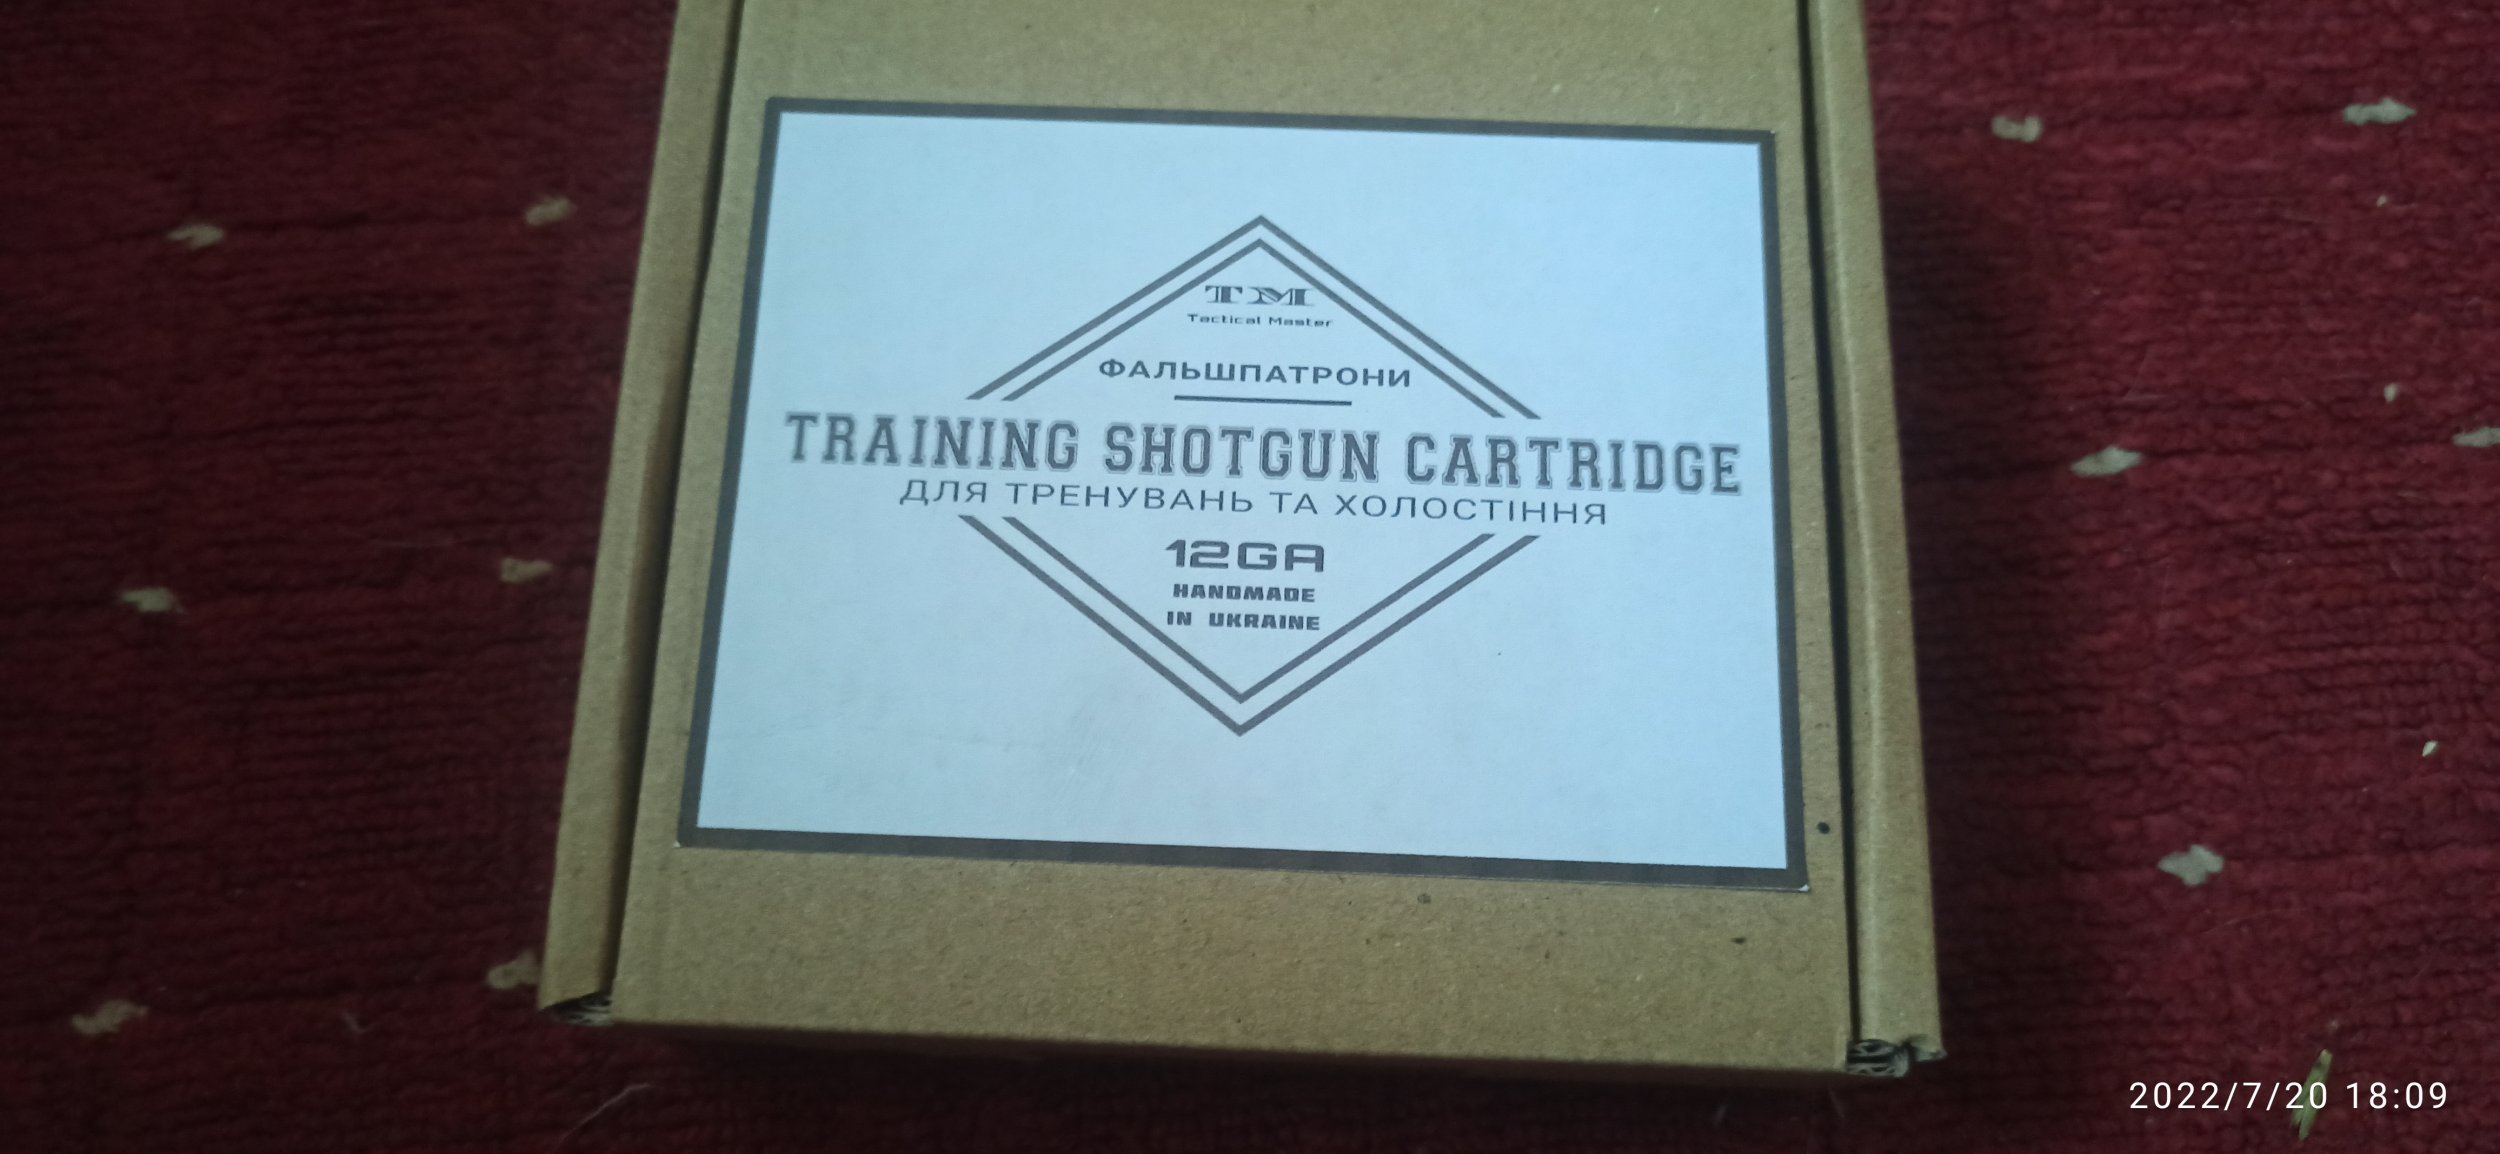 TM
Tactical Master
ФАЛЬШПАТРОНИ
TRAINING SHOTGUN CARTRIDGE
ДЛЯ ТРЕНУВАНЬ ТА ХОЛОСТІННЯ
12GA
HANDMADE
IN UKRAINE
2022/7/20 18:09